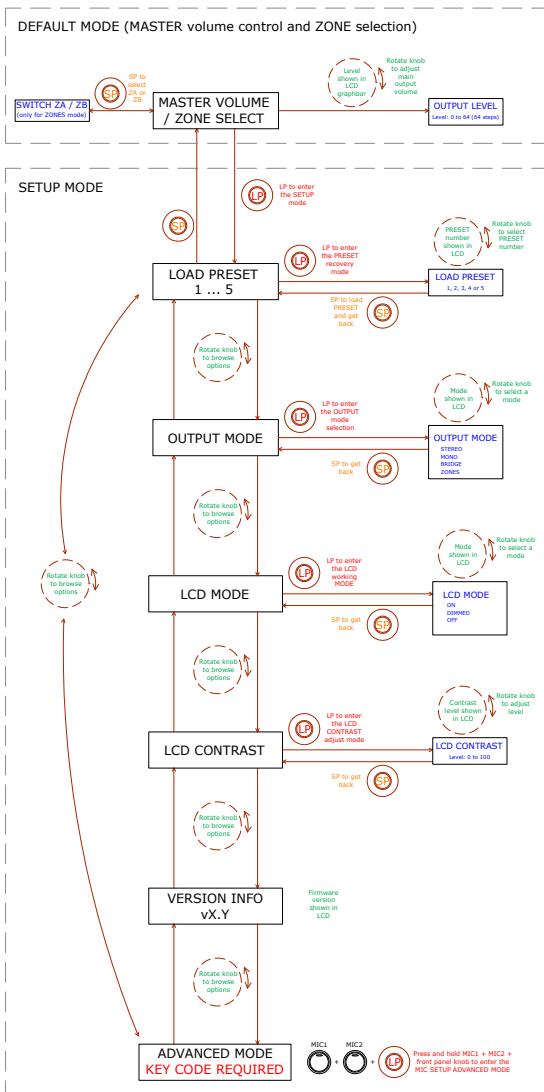 DEFAULT MODE (MASTER volume control and ZONE selection)
SWITCH ZA / ZB
(only for ZONES mode)
SP to
select
ZA or
ZB
SP
MASTER VOLUME
/ ZONE SELECT
Level
shown in
LCD
graphbar
Rotate knob
to adjust
main
output
volume
OUTPUT LEVEL
Level: 0 to 64 (64 steps)
SETUP MODE
SP
LP
LP to enter
the SETUP
mode
LOAD PRESET
1 ... 5
LP
LP to enter
the PRESET
recovery
mode
SP to load
PRESET
and get
back
SP
PRESET
number
shown in
LCD
Rotate knob
to select
PRESET
number
LOAD PRESET
1, 2, 3, 4 or 5
Rotate knob
to browse
options
OUTPUT MODE
LP
LP to enter
the OUTPUT
mode
selection
SP to get
back
SP
Mode
shown in
LCD
Rotate knob
to select a
mode
OUTPUT MODE
STEREO
MONO
BRIDGE
ZONES
Rotate knob
to browse
options
Rotate knob
to browse
options
LCD MODE
LP
LP to enter
the LCD
working
MODE
SP to get
back
SP
Mode
shown in
LCD
Rotate knob
to select a
mode
LCD MODE
ON
DIMMED
OFF
Rotate knob
to browse
options
LCD CONTRAST
LP
LP to enter
the LCD
CONTRAST
adjust mode
SP to get
back
SP
Contrast
level shown
in LCD
Rotate knob
to adjust
level
LCD CONTRAST
Level: 0 to 100
Rotate knob
to browse
options
VERSION INFO
vX.Y
Firmware
version
shown in
LCD
Rotate knob
to browse
options
ADVANCED MODE
KEY CODE REQUIRED
MIC1
+
MIC2
+
LP
Press and hold MIC1 + MIC2 +
front panel knob to enter the
MIC SETUP ADVANCED MODE